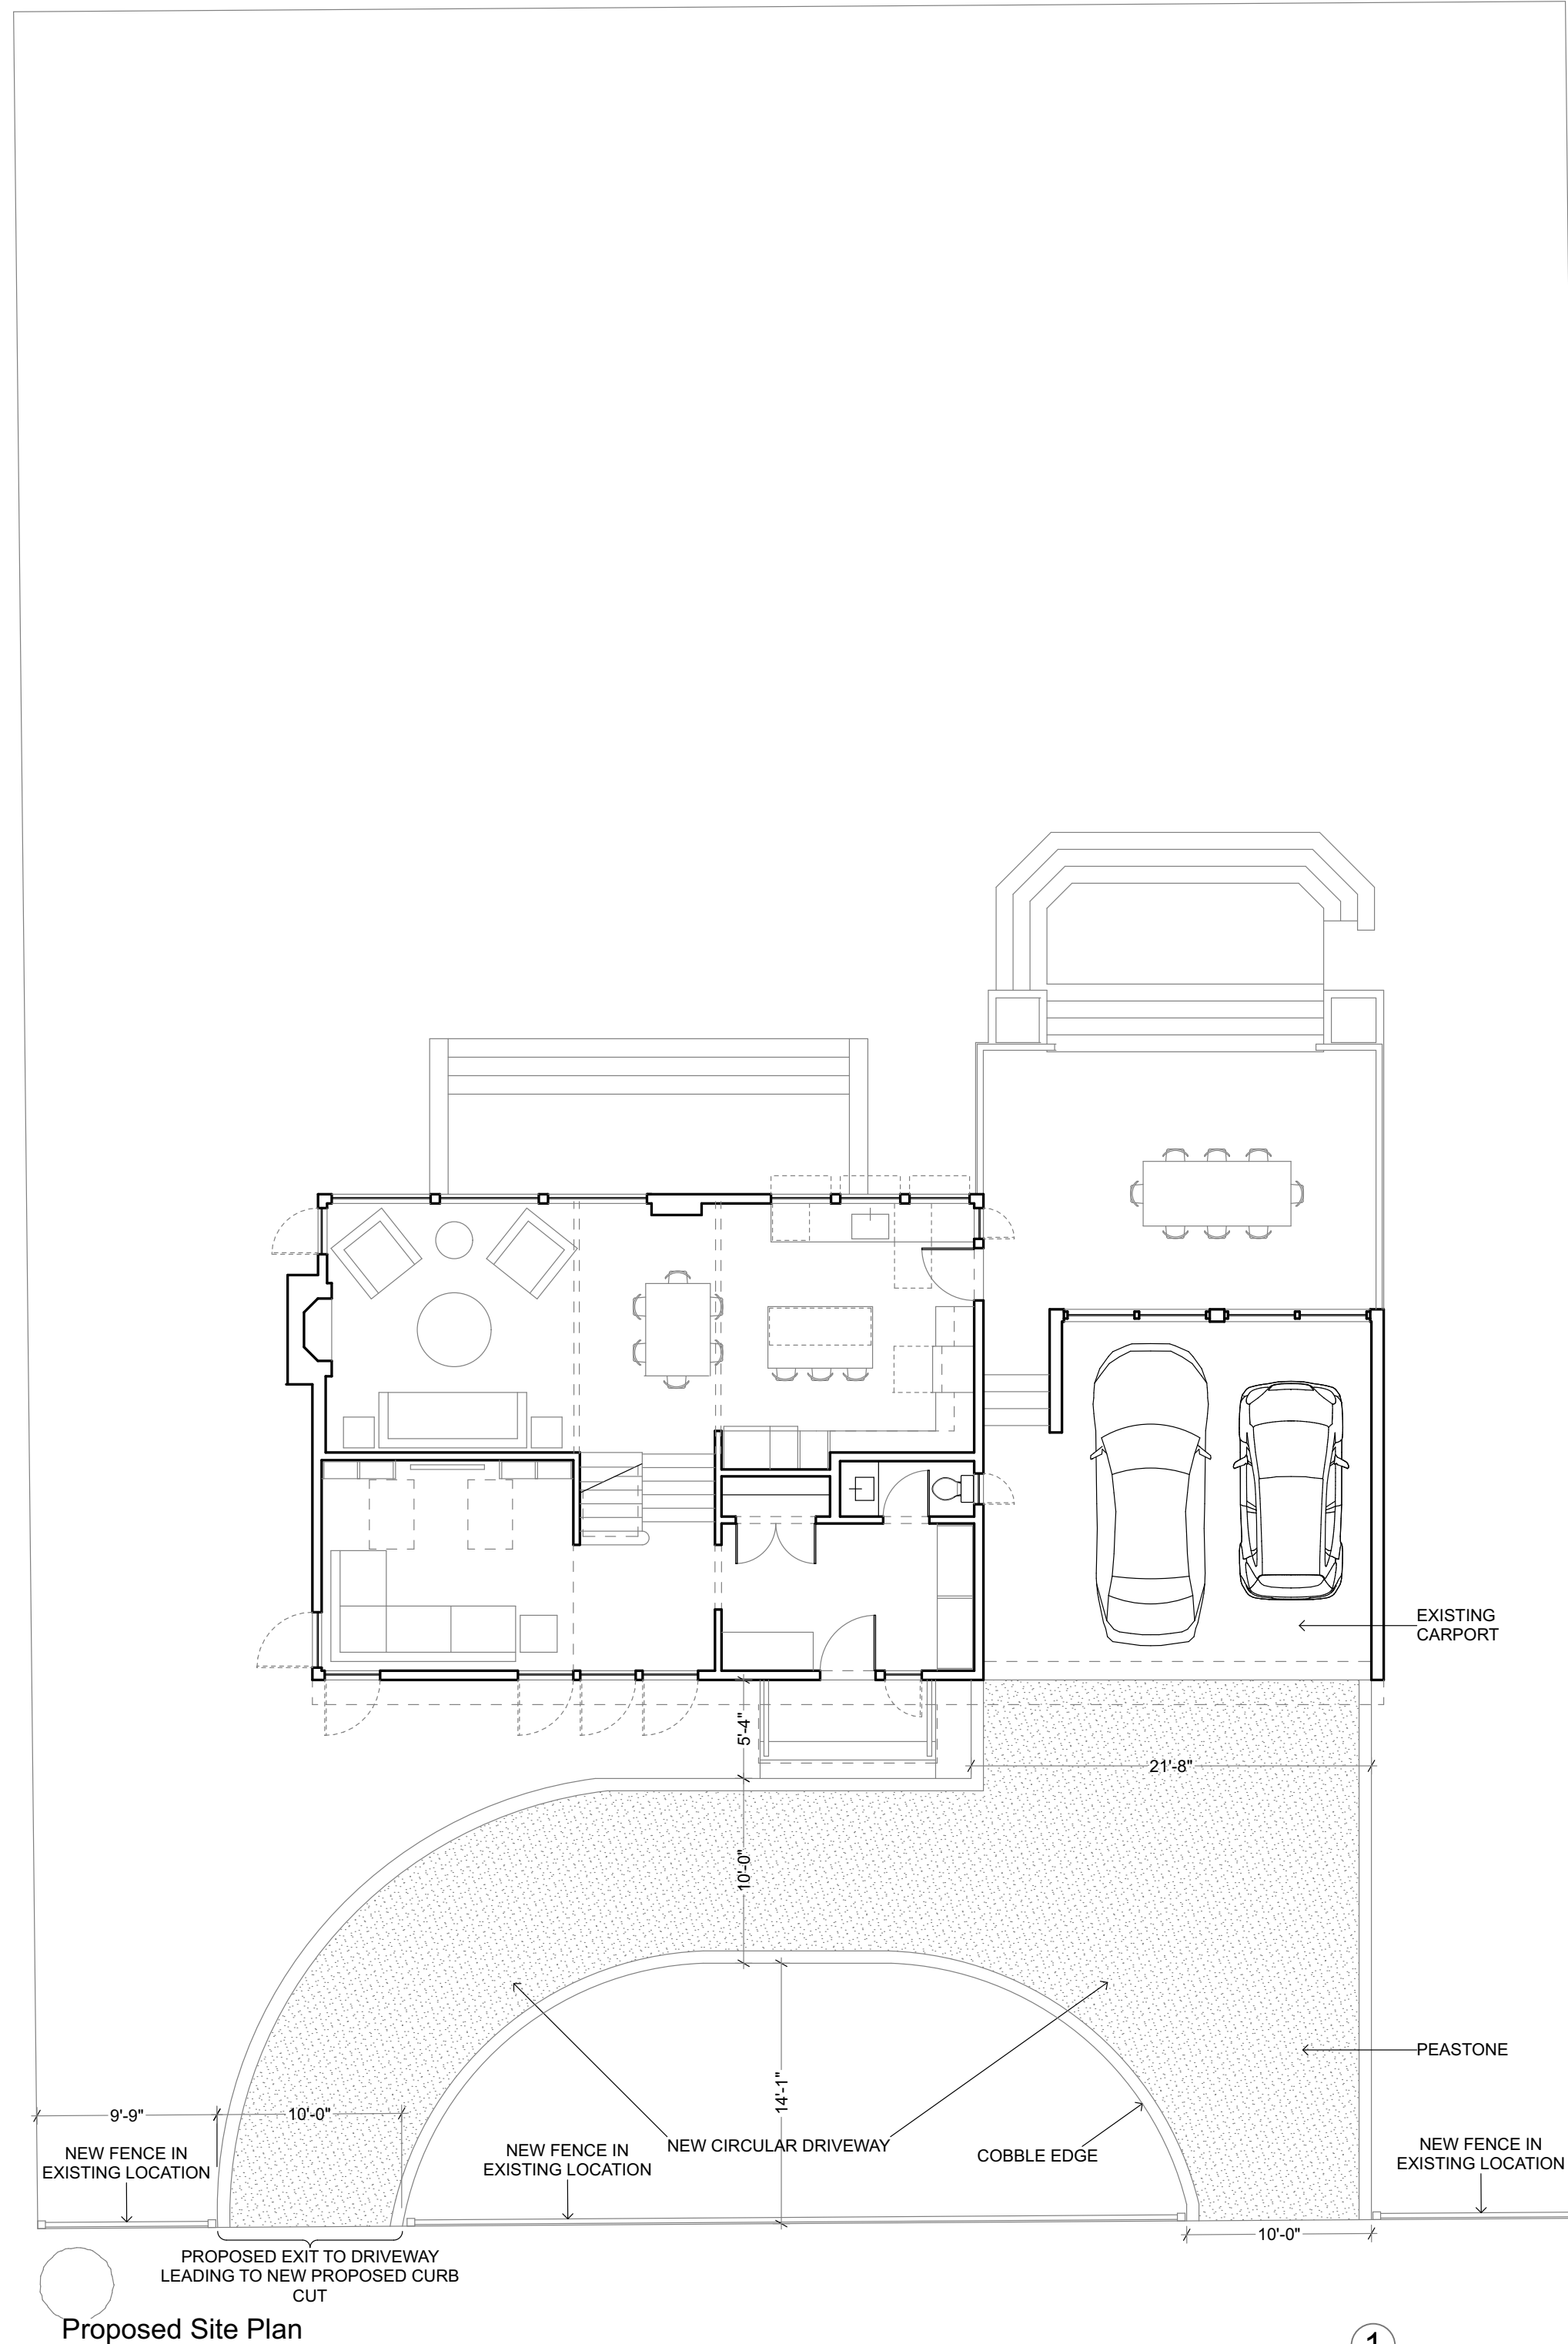 EXISTING
CARPORT
5'-4"
21'-8"
10'-0"
PEASTONE
14'-1"
9'-9"
10'-0"
NEW FENCE IN
EXISTING LOCATION
NEW FENCE IN
EXISTING LOCATION
NEW CIRCULAR DRIVEWAY
COBBLE EDGE
NEW FENCE IN
EXISTING LOCATION
10'-0"
PROPOSED EXIT TO DRIVEWAY
LEADING TO NEW PROPOSED CURB
CUT
Proposed Site Plan
1